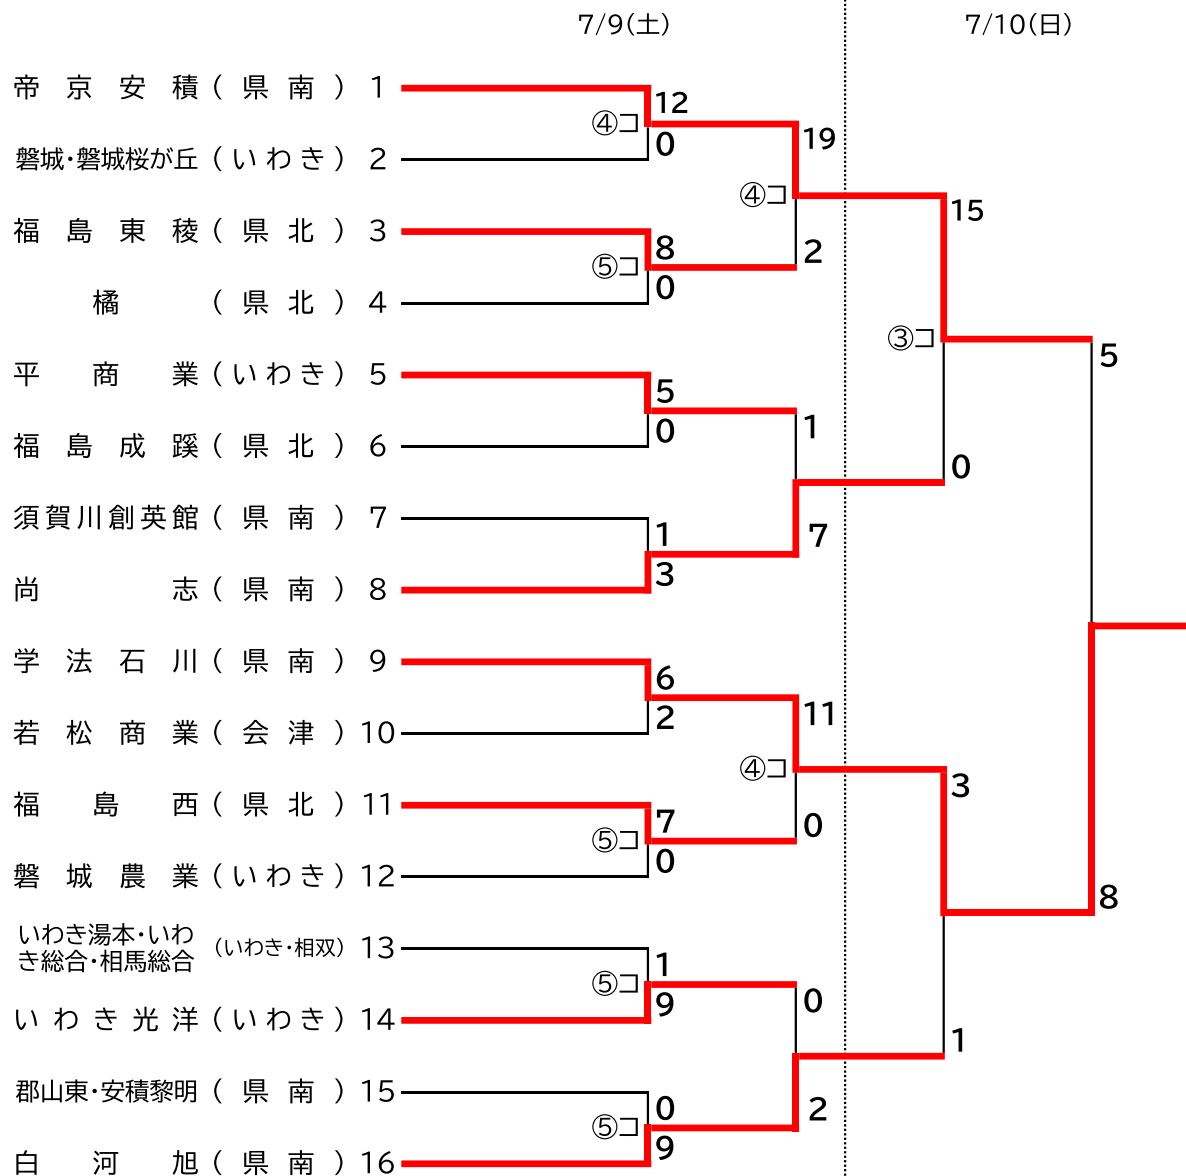 7/9(土) 7/10(日)
帝京安積(県南) 1
12
④コ
0
19
磐城・磐城桜が丘(いわき) 2
④コ
15
福島東稜(県北) 3
8
⑤コ
0
2
橘(県北) 4
③コ
5
平商業(いわき) 5
5
0
1
福島成蹊(県北) 6
0
須賀川創英館(県南) 7
1
3
7
尚志(県南) 8
学法石川(県南) 9
6
2
11
若松商業(会津) 10
④コ
3
福島西(県北) 11
7
⑤コ
0
0
磐城農業(いわき) 12
8
いわき湯本・いわ
き総合・相馬総合
(いわき・相双) 13
1
⑤コ
9
0
いわき光洋(いわき) 14
1
郡山東・安積黎明(県南) 15
0
⑤コ
9
2
白河旭(県南) 16